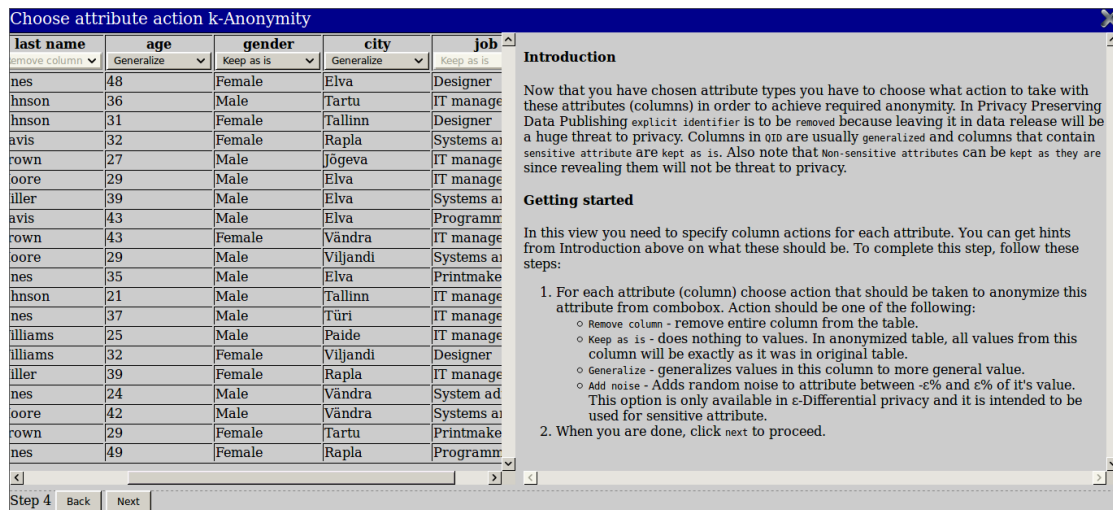 Choose attribute action k-Anonymity
last name age gender city job
emove column Generalize Keep as is Generalize Keep as is
nes 48 Female Elva Designer
hnson 36 Male Tartu IT manage
hnson 31 Female Tallinn Designer
avis 32 Female Rapla Systems a
rown 27 Male Jõgeva IT manage
oore 29 Male Elva IT manage
iller 39 Male Elva Systems a
avis 43 Male Elva Programm
rown 43 Female Vändra IT manage
oore 29 Male Viljandi Systems a
nes 35 Male Elva Printmake
hnson 21 Male Tallinn IT manage
nes 37 Male Türi IT manage
illiams 25 Male Paide IT manage
illiams 32 Female Viljandi Designer
iller 39 Female Rapla IT manage
nes 24 Male Vändra System ad
oore 42 Male Vändra Systems a
rown 29 Female Tartu Printmake
nes 49 Female Rapla Programm
Introduction
Now that you have chosen attribute types you have to choose what action to take with
these attributes (columns) in order to achieve required anonymity. In Privacy Preserving
Data Publishing explicit identifier is to be removed because leaving it in data release will be
a huge threat to privacy. Columns in QID are usually generalized and columns that contain
sensitive attribute are kept as is. Also note that Non-sensitive attributes can be kept as they are
since revealing them will not be threat to privacy.
Getting started
In this view you need to specify column actions for each attribute. You can get hints
from Introduction above on what these should be. To complete this step, follow these
steps:
1. For each attribute (column) choose action that should be taken to anonymize this
attribute from combobox. Action should be one of the following:
Remove column - remove entire column from the table.
Keep as is - does nothing to values. In anonymized table, all values from this
column will be exactly as it was in original table.
Generalize - generalizes values in this column to more general value.
Add noise - Adds random noise to attribute between -ε% and ε% of it's value.
This option is only available in ε-Differential privacy and it is intended to be
used for sensitive attribute.
2. When you are done, click next to proceed.
Step 4 Back Next